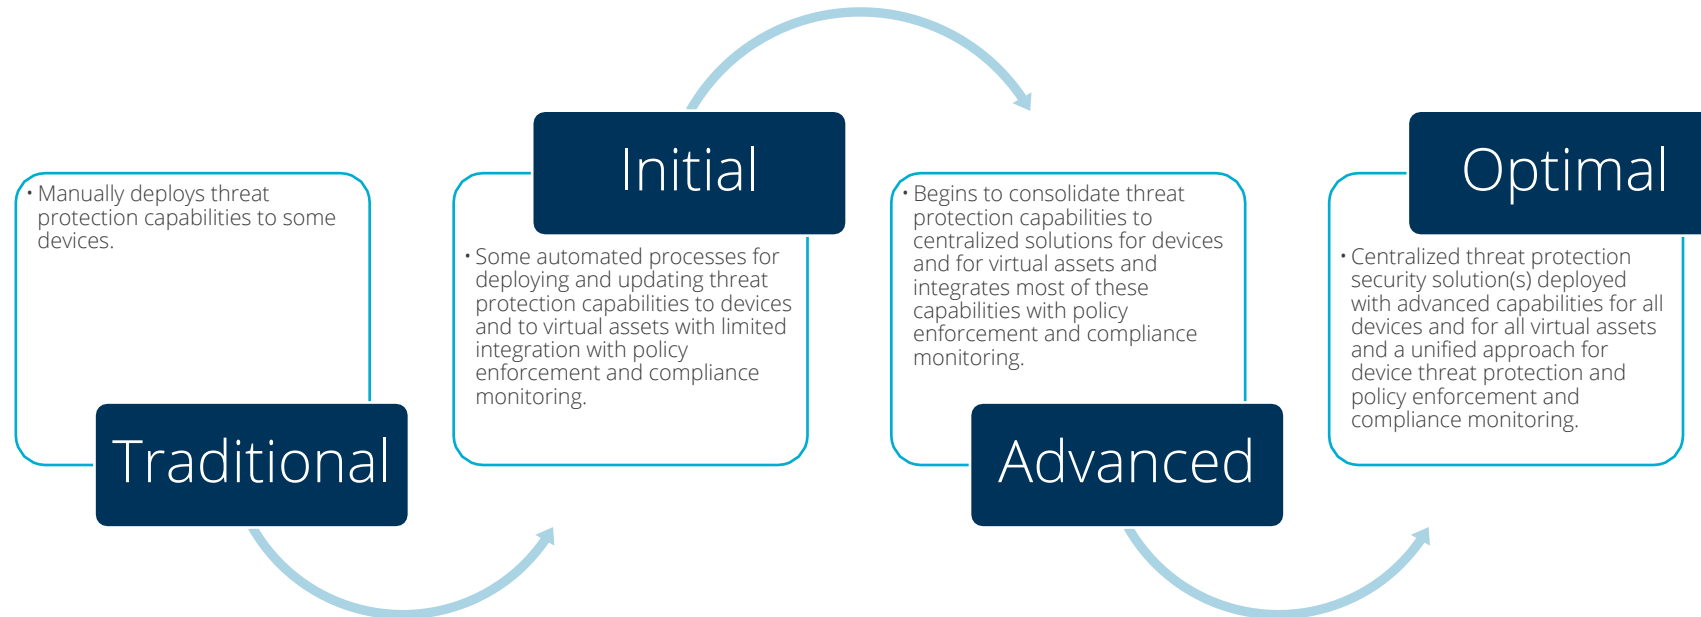 • Manually deploys threat
protection capabilities to some
devices.
Traditional
Initial
• Some automated processes for
deploying and updating threat
protection capabilities to devices
and to virtual assets with limited
integration with policy
enforcement and compliance
monitoring.
• Begins to consolidate threat
protection capabilities to
centralized solutions for devices
and for virtual assets and
integrates most of these
capabilities with policy
enforcement and compliance
monitoring.
Advanced
Optimal
• Centralized threat protection
security solution(s) deployed
with advanced capabilities for all
devices and for all virtual assets
and a unified approach for
device threat protection and
policy enforcement and
compliance monitoring.